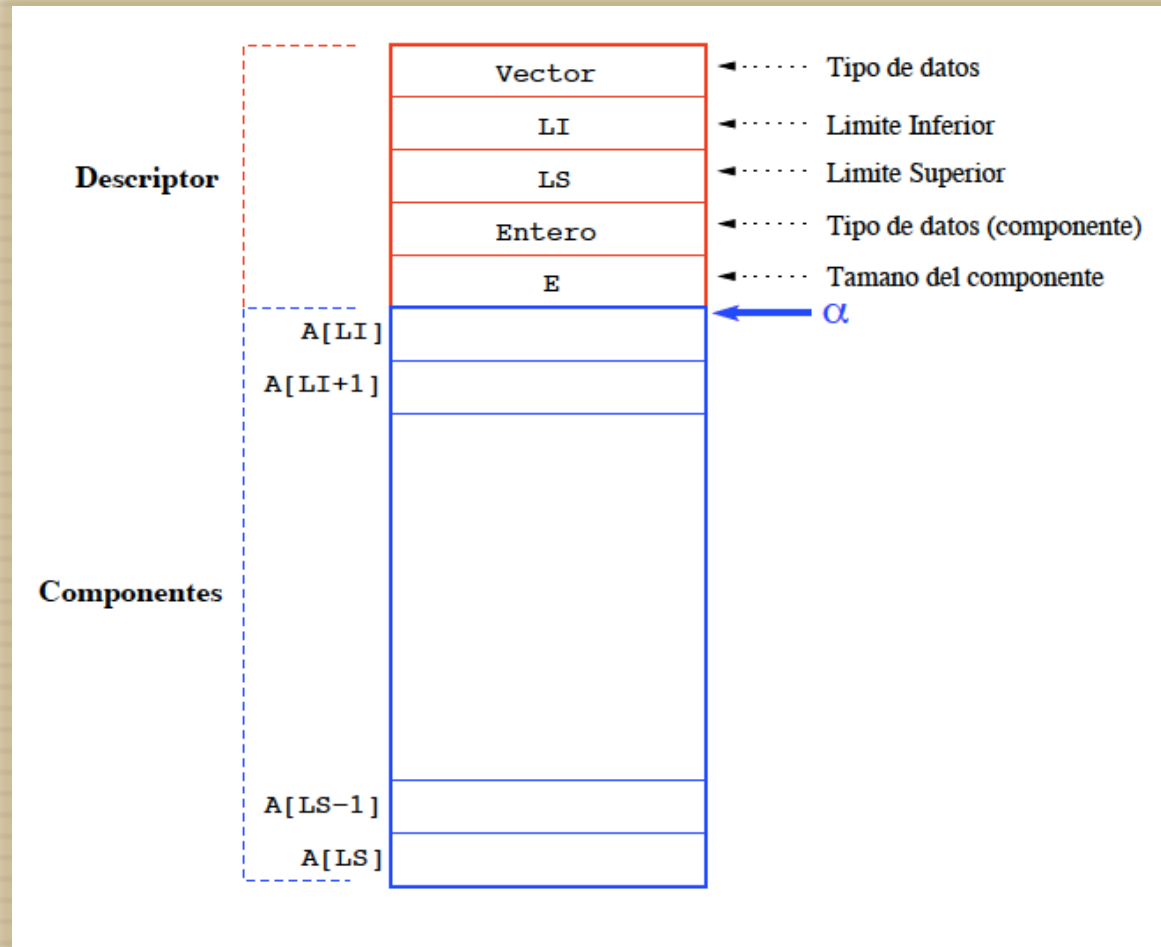 Vector
Tipo de datos
LI
Limite Inferior
Descriptor
LS
Limite Superior
Entero
Tipo de datos (componente)
E
Tamano del componente
α
A[LI]
A[LI+1]
Componentes
A[LS-1]
A[LS]